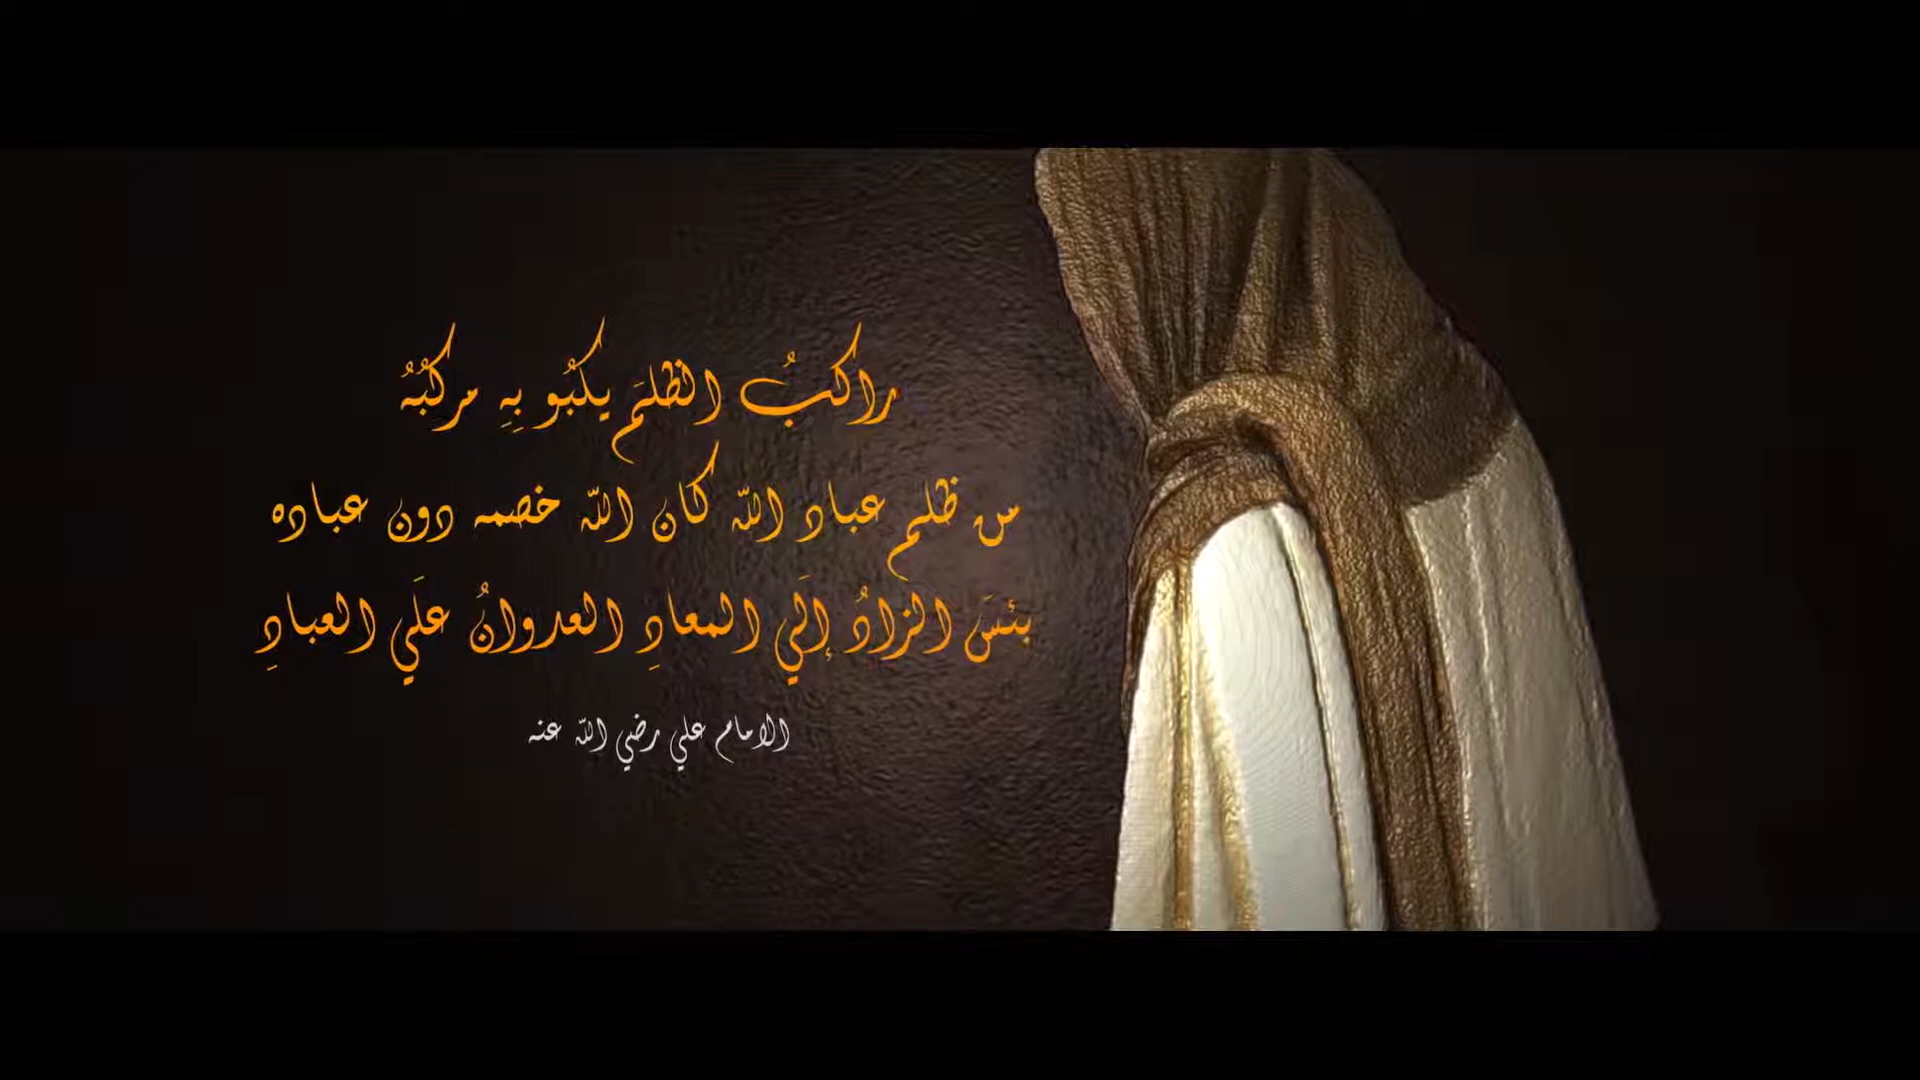 راكبُ الظلمَ يكبُو بِهِ مركبُهُ
من ظلم عباد الله كان الله خصمه دون عباده
بئسَ الزادُ إلَي المعادِ العدوانُ علَي العبادِ
الامام علي رضي الله عنه